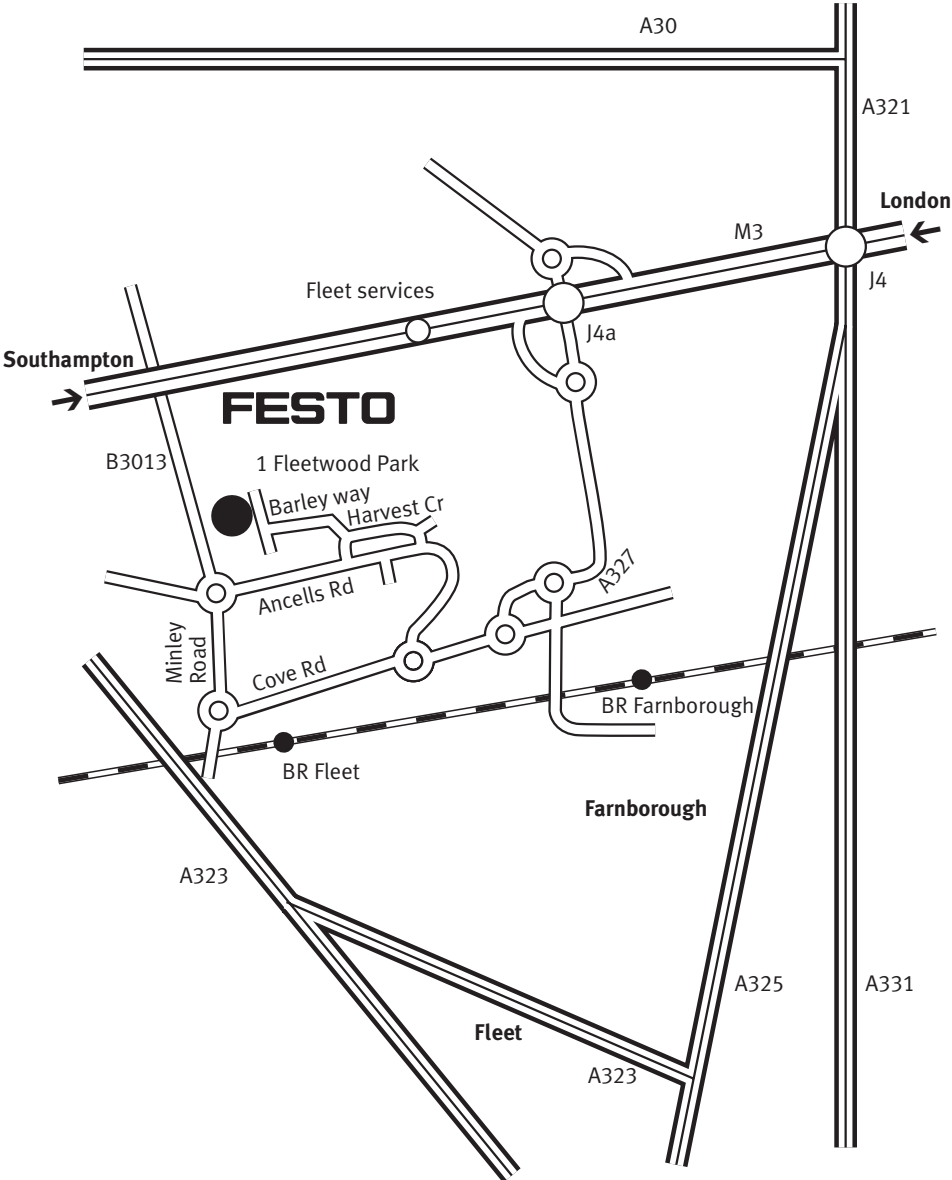 A30
A321
London
M3
J4
Fleet services
J4a
Southampton
FESTO
B3013
1 Fleetwood Park
Barley way
Harvest Cr
A327
Ancells Rd
Minley
Road
Cove Rd
BR Farnborough
BR Fleet
Farnborough
A323
A325
A331
Fleet
A323